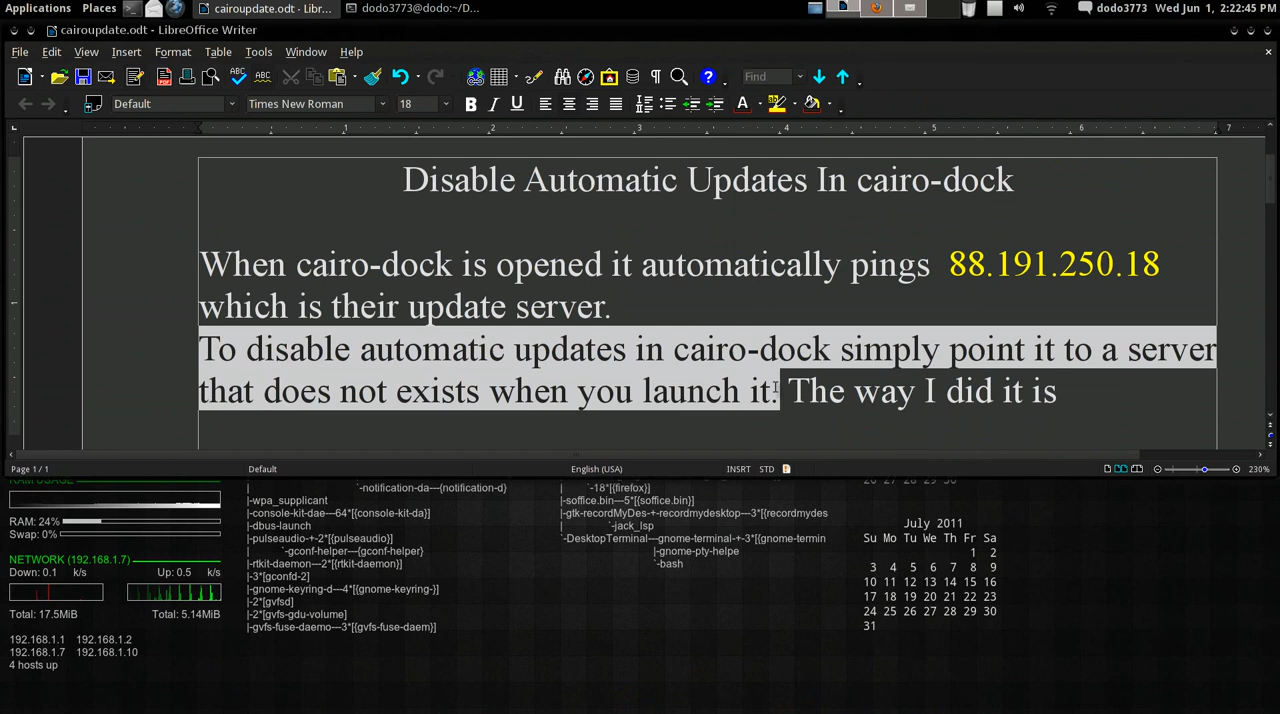 Applications Places cairoupdate.odt - Libr... dodo3773@dodo:~/D... dodo3773 Wed Jun 1, 2:22:45 PM
cairoupdate.odt - LibreOffice Writer
File Edit View Insert Format Table Tools Window Help
Find
Default Times New Roman 18
1 2 3 4 5 6 7
Disable Automatic Updates In cairo-dock
When cairo-dock is opened it automatically pings 88.191.250.18
which is their update server.
To disable automatic updates in cairo-dock simply point it to a server
that does not exists when you launch it. The way I did it is
Page 1 / 1 Default English (USA) INSRT STD 230%
RAM: 24%
Swap: 0%
NETWORK (192.168.1.7)
Down: 0.1 k/s Up: 0.5 k/s
Total: 17.5MiB Total: 5.14MiB
192.168.1.1 192.168.1.2
192.168.1.7 192.168.1.10
4 hosts up
| `-notification-da---{notification-d}
|-wpa_supplicant
|-console-kit-dae---64*[{console-kit-da}]
|-dbus-launch
|-pulseaudio-+-2*[{pulseaudio}]
| `-gconf-helper---{gconf-helper}
|-rtkit-daemon---2*[{rtkit-daemon}]
|-3*[gconfd-2]
|-gnome-keyring-d---4*[{gnome-keyring-}]
|-2*[gvfsd]
|-2*[gvfs-gdu-volume]
|-gvfs-fuse-daemo---3*[{gvfs-fuse-daem}]
| `-18*[{firefox}]
|-soffice.bin---5*[{soffice.bin}]
|-gtk-recordMyDes-+-recordmydesktop---3*[{recordmydes
| `-jack_lsp
`-DesktopTerminal---gnome-terminal-+-3*[{gnome-termin
|-gnome-pty-helpe
`-bash
26 27 28 29 30
July 2011
Su Mo Tu We Th Fr Sa
1 2
3 4 5 6 7 8 9
10 11 12 13 14 15 16
17 18 19 20 21 22 23
24 25 26 27 28 29 30
31